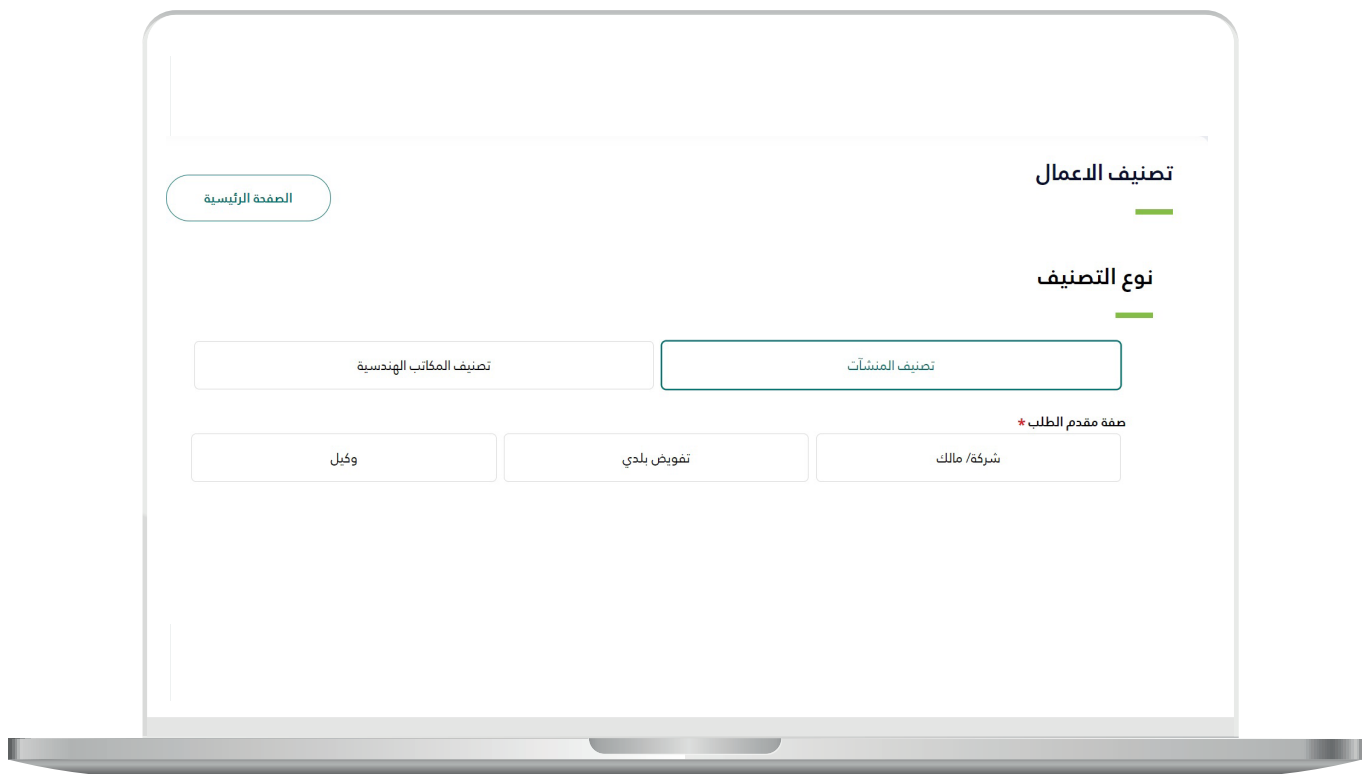 تصنيف الاعمال
الصفحة الرئيسية
نوع التصنيف
تصنيف المنشآت
تصنيف المكاتب الهندسية
صفة مقدم الطلب *
شركة/ مالك
تفويض بلدي
وكيل